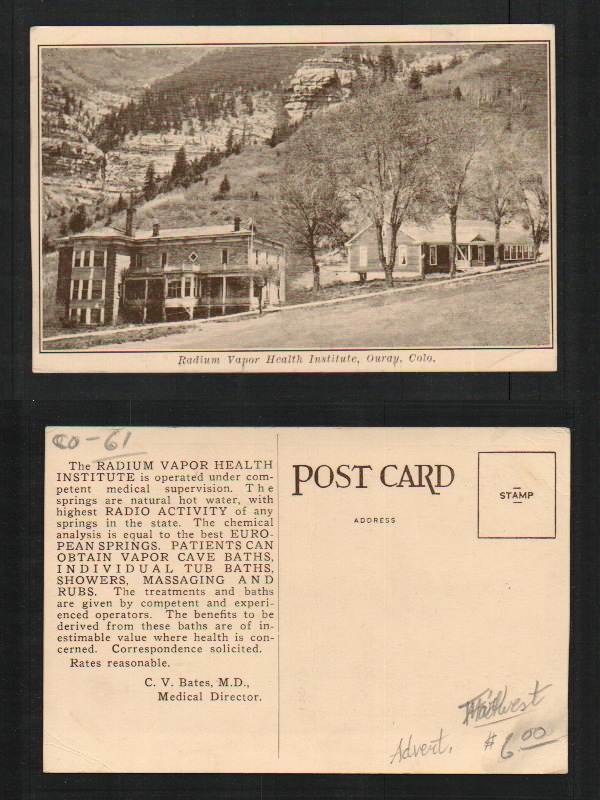 Radium Vapor Health Institute, Ouray, Colo.
CO-61
The RADIUM VAPOR HEALTH
INSTITUTE is operated under com-
petent medical supervision. The
springs are natural hot water, with
highest RADIO ACTIVITY of any
springs in the state. The chemical
analysis is equal to the best EURO-
PEAN SPRINGS. PATIENTS CAN
OBTAIN VAPOR CAVE BATHS,
INDIVIDUAL TUB BATHS,
SHOWERS, MASSAGING AND
RUBS. The treatments and baths
are given by competent and experi-
enced operators. The benefits to be
derived from these baths are of in-
estimable value where health is con-
cerned. Correspondence solicited.
Rates reasonable.
C. V. Bates, M.D.,
Medical Director.
POST CARD
ADDRESS
STAMP
Advert.
$6.00